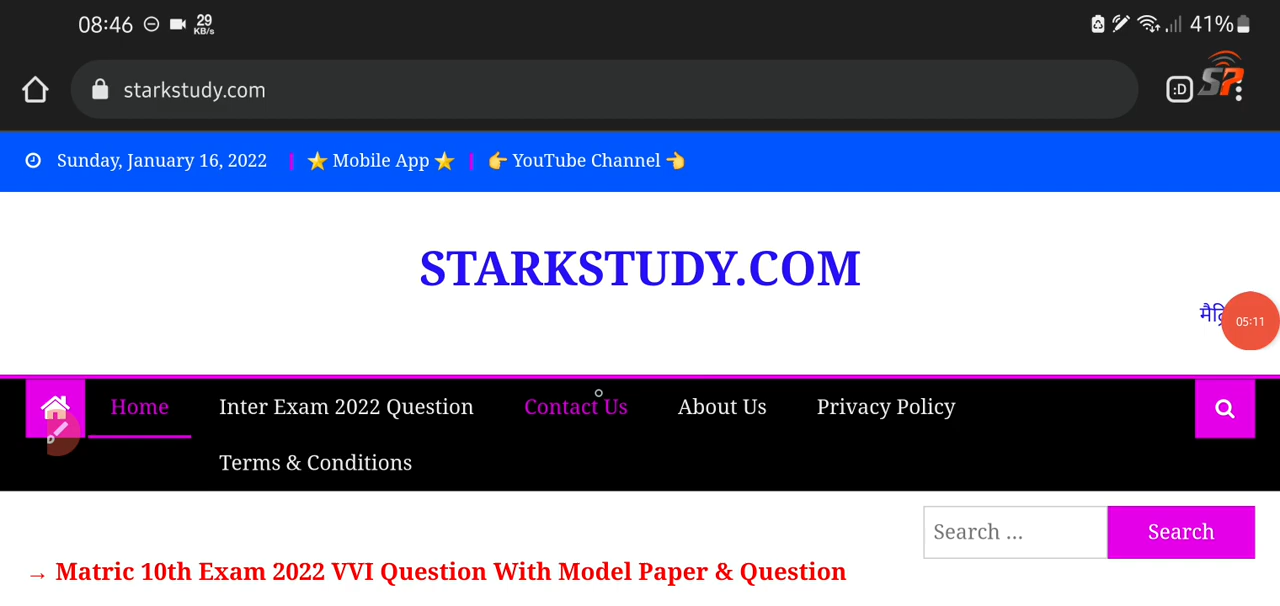 08:46 29 KB/s 41%
starkstudy.com :D SP
Sunday, January 16, 2022 | ⭐ Mobile App ⭐ | 👉 YouTube Channel 👈
STARKSTUDY.COM
05:11
Home Inter Exam 2022 Question Contact Us About Us Privacy Policy
Terms & Conditions
Search ... Search
→ Matric 10th Exam 2022 VVI Question With Model Paper & Question